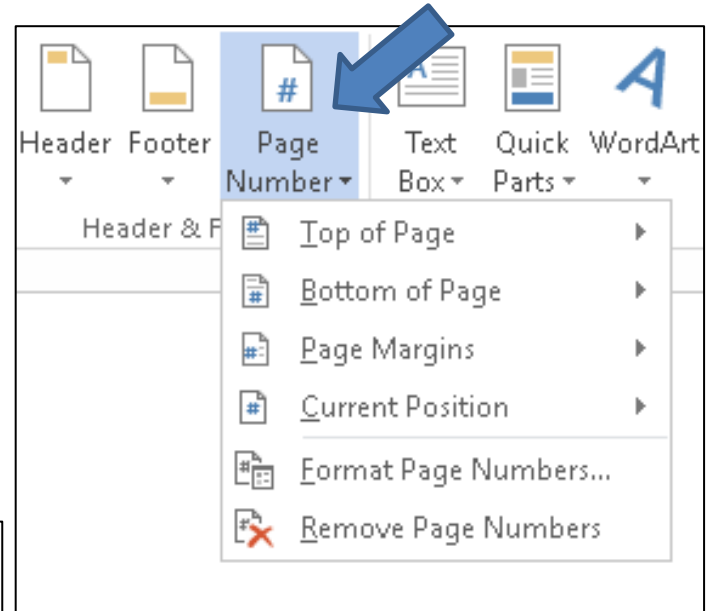 Header Footer Page Text Quick WordArt
Number Box Parts
Header & F
Top of Page
Bottom of Page
Page Margins
Current Position
Format Page Numbers...
Remove Page Numbers